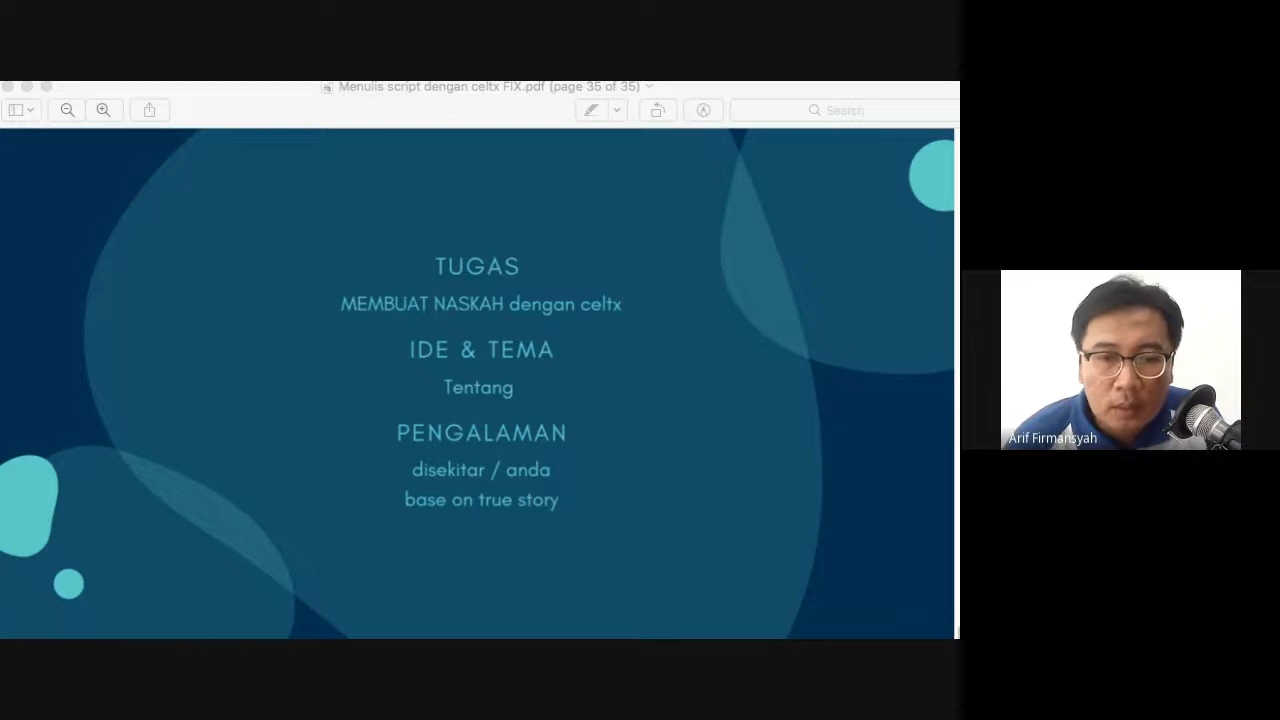 Menulis script dengan celtx FIX.pdf (page 35 of 35)
Search
TUGAS
MEMBUAT NASKAH dengan celtx
IDE & TEMA
Tentang
PENGALAMAN
disekitar / anda
base on true story
Arif Firmansyah